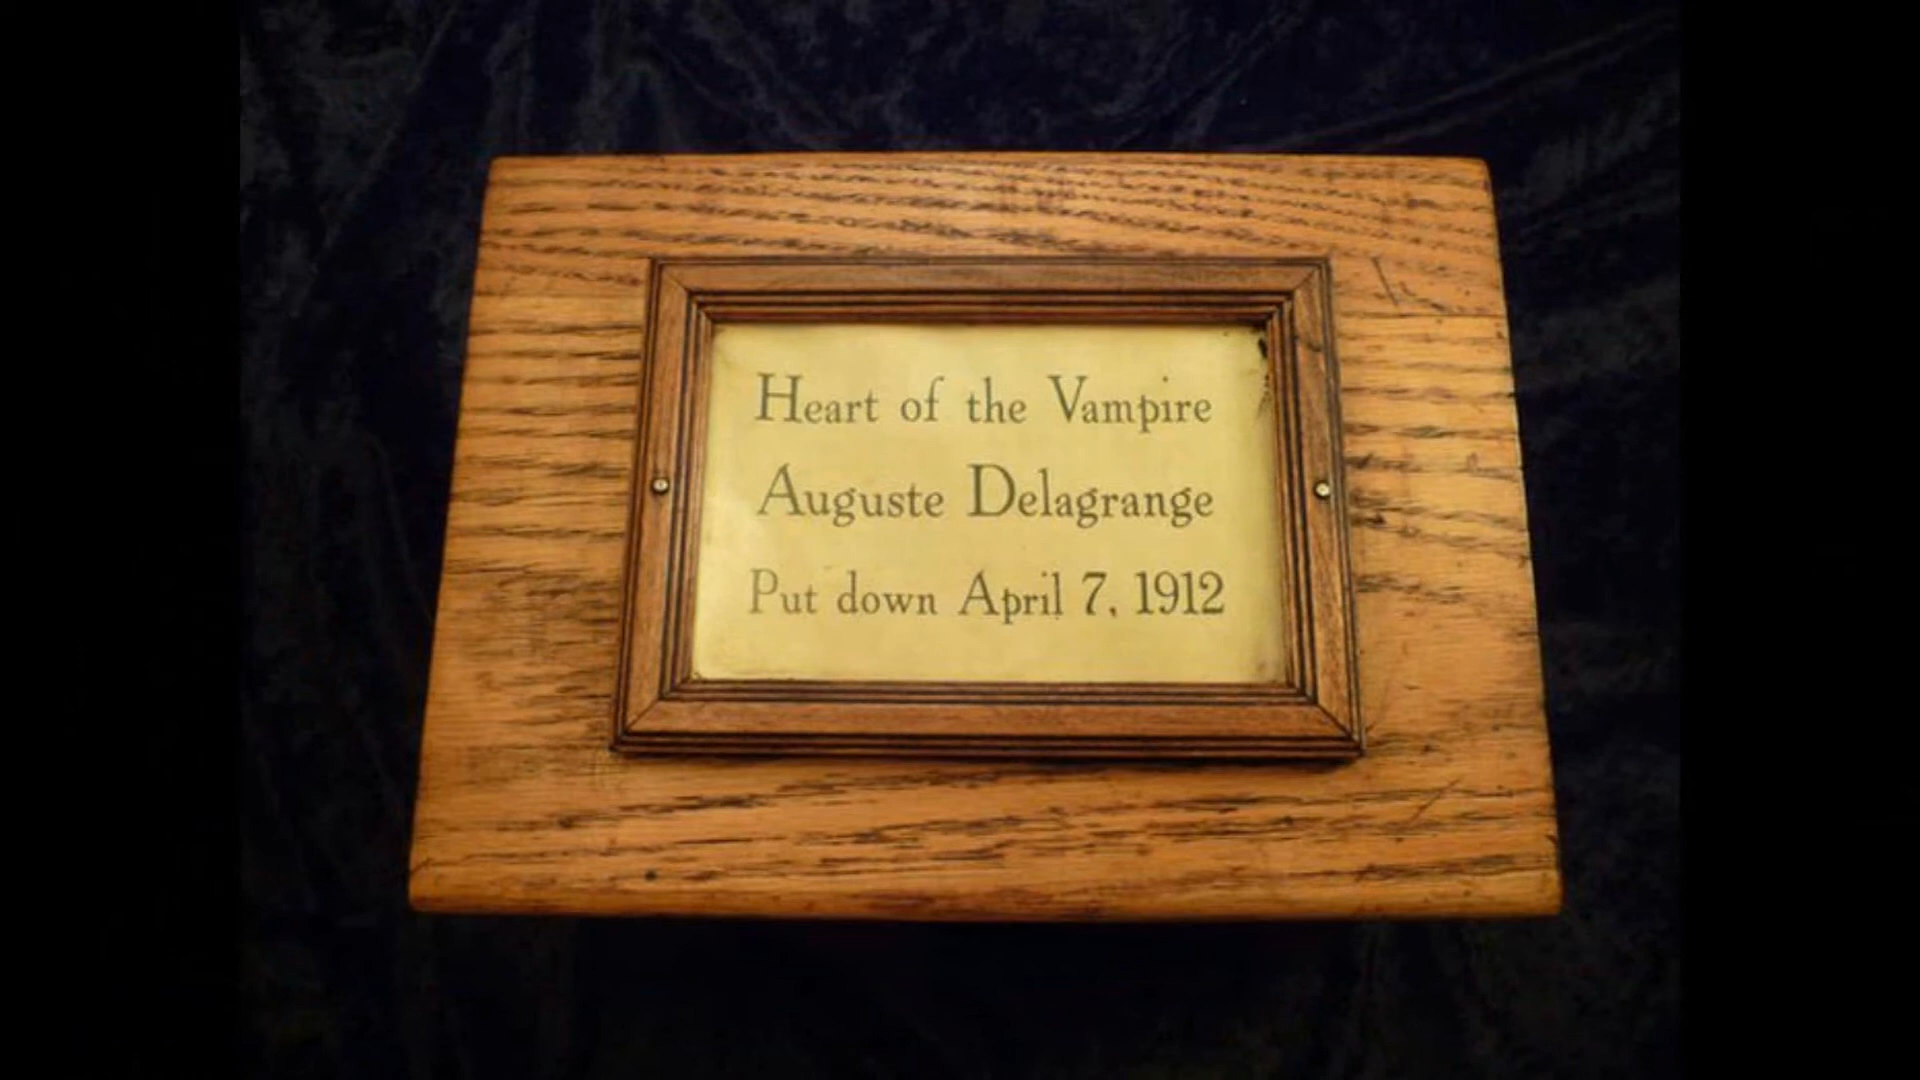 Heart of the Vampire
Auguste Delagrange
Put down April 7, 1912